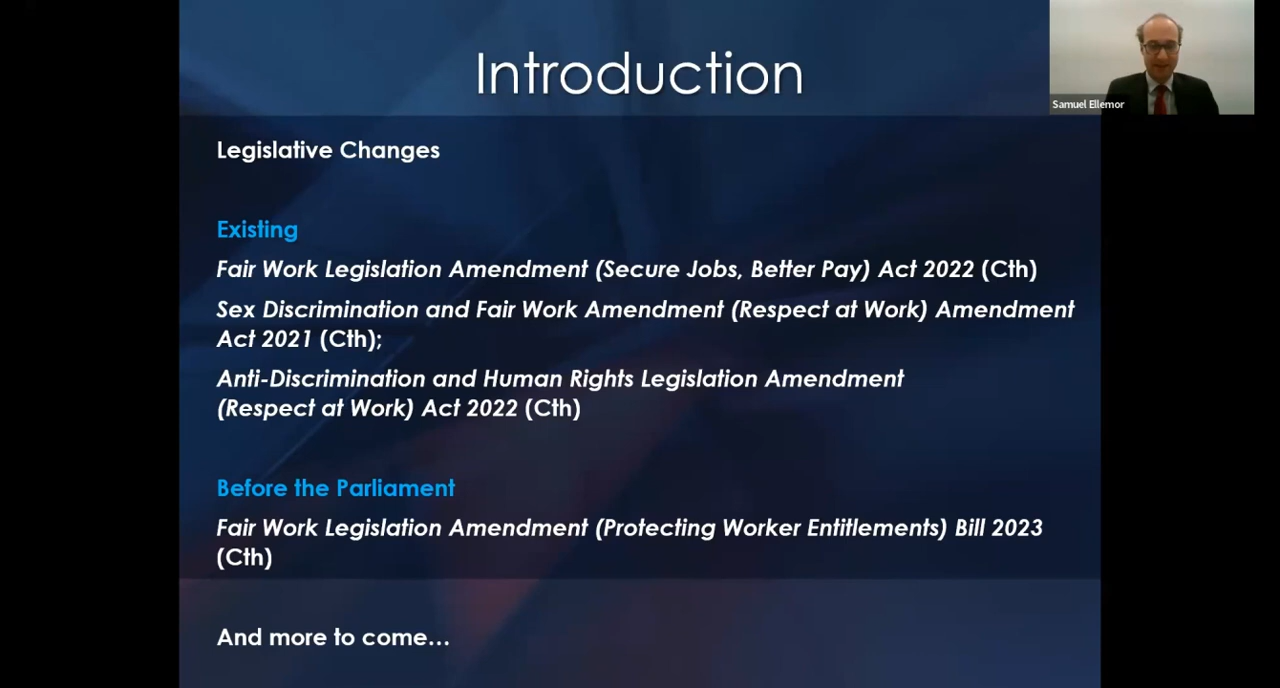 Introduction
Samuel Ellemor
Legislative Changes
Existing
Fair Work Legislation Amendment (Secure Jobs, Better Pay) Act 2022 (Cth)
Sex Discrimination and Fair Work Amendment (Respect at Work) Amendment
Act 2021 (Cth);
Anti-Discrimination and Human Rights Legislation Amendment
(Respect at Work) Act 2022 (Cth)
Before the Parliament
Fair Work Legislation Amendment (Protecting Worker Entitlements) Bill 2023
(Cth)
And more to come…